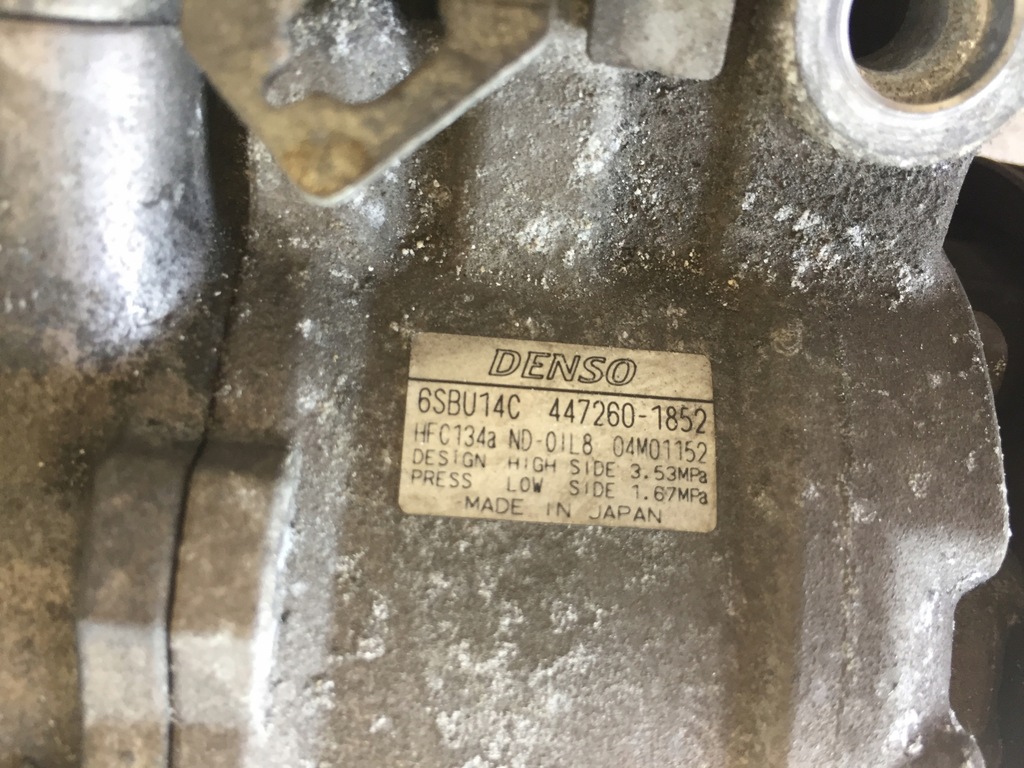 DENSO
6SBU14C 447260-1852
HFC134a ND-OIL8 04M01152
DESIGN HIGH SIDE 3.53MPa
PRESS LOW SIDE 1.67MPa
MADE IN JAPAN